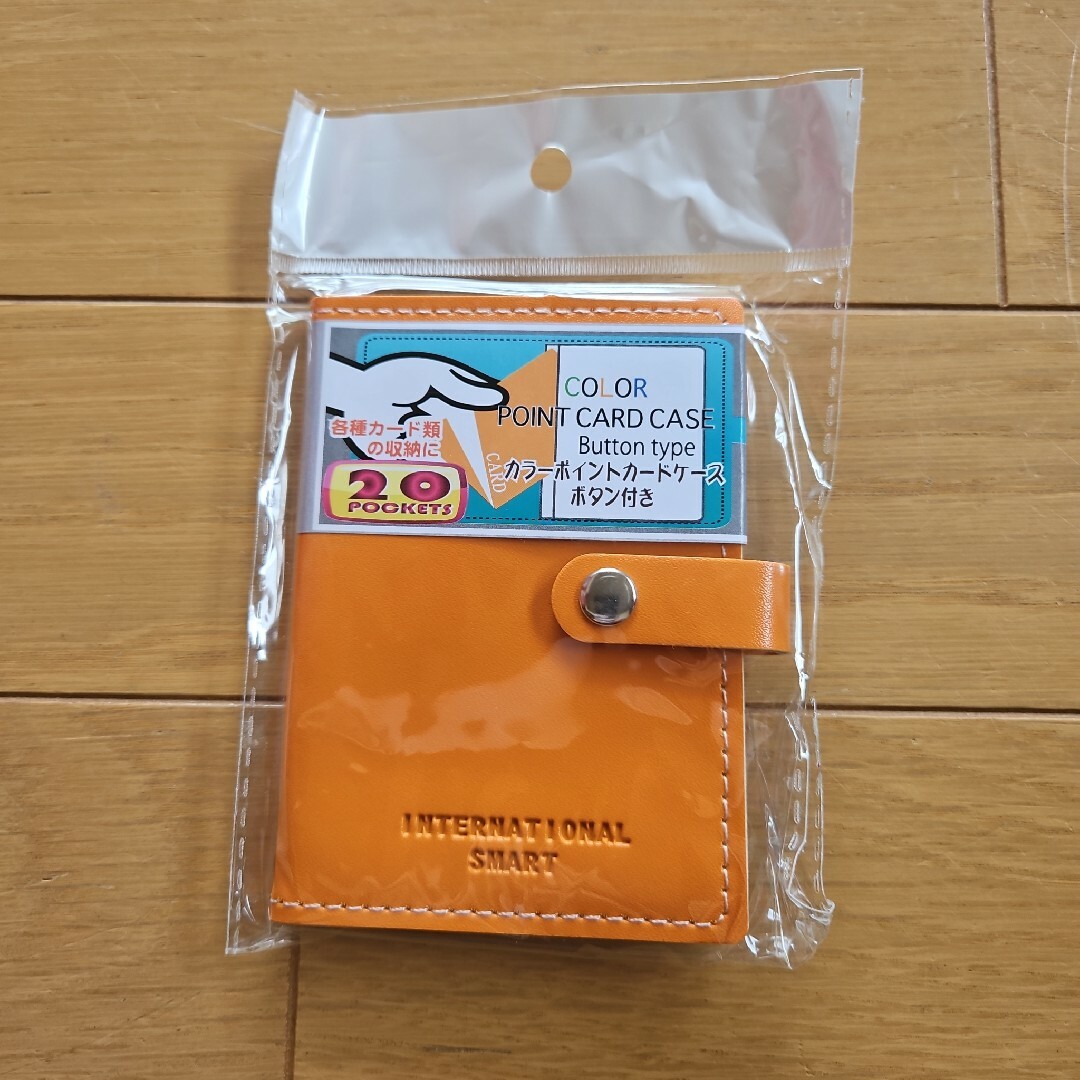 COLOR
POINT CARD CASE
Button type
カラーポイントカードケース
ボタン付き
各種カード類
の収納に
20
POCKETS
CARD
INTERNATIONAL
SMART